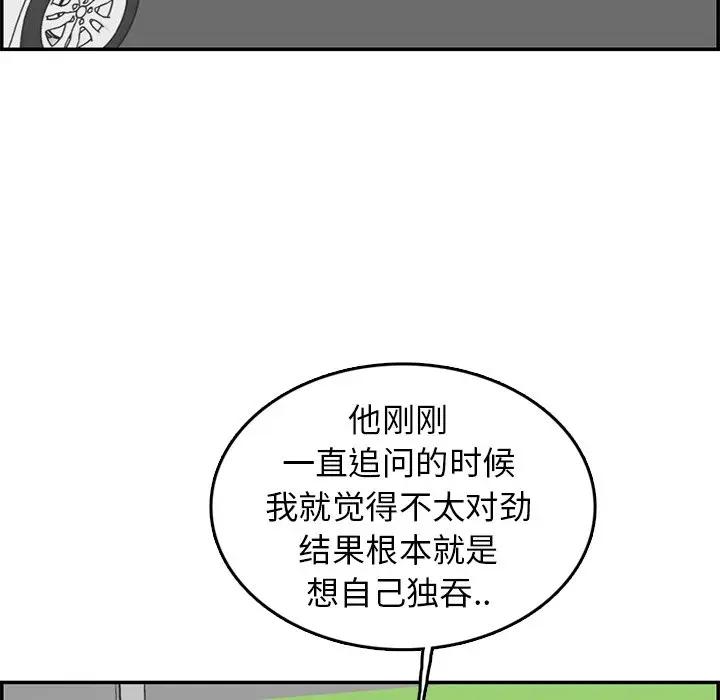 他刚刚
一直追问的时候
我就觉得不太对劲
结果根本就是
想自己独吞..